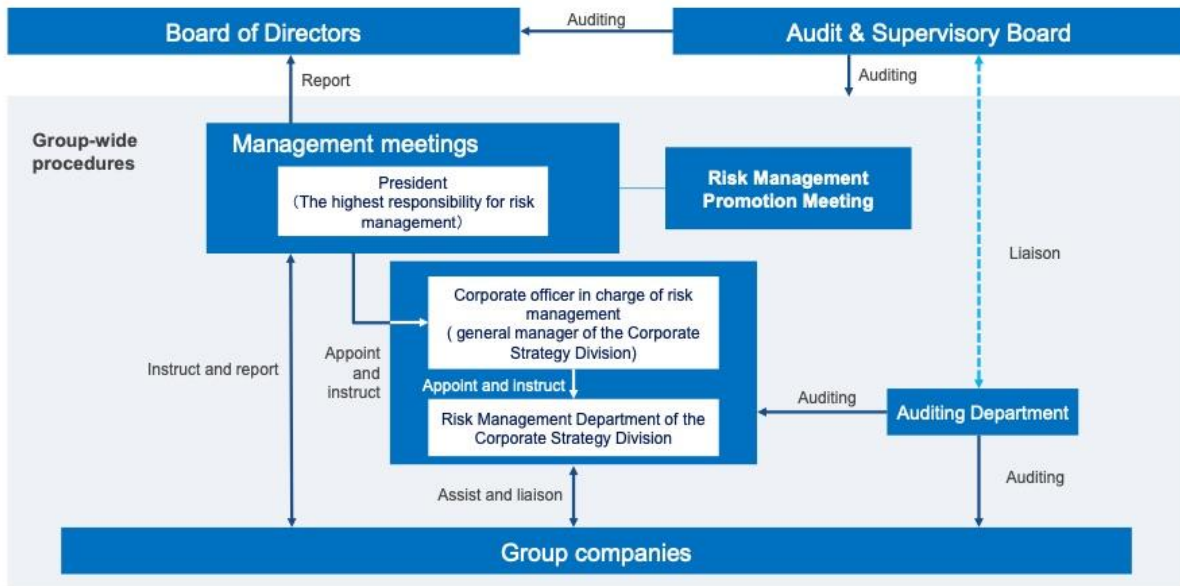 Board of Directors
Auditing
Audit & Supervisory Board
Report
Auditing
Group-wide
procedures
Management meetings
President
（The highest responsibility for risk
management）
Risk Management
Promotion Meeting
Liaison
Corporate officer in charge of risk
management
( general manager of the Corporate
Strategy Division)
Instruct and report
Appoint
and
instruct
Appoint and instruct
Risk Management Department of the
Corporate Strategy Division
Auditing
Auditing Department
Assist and liaison
Auditing
Group companies